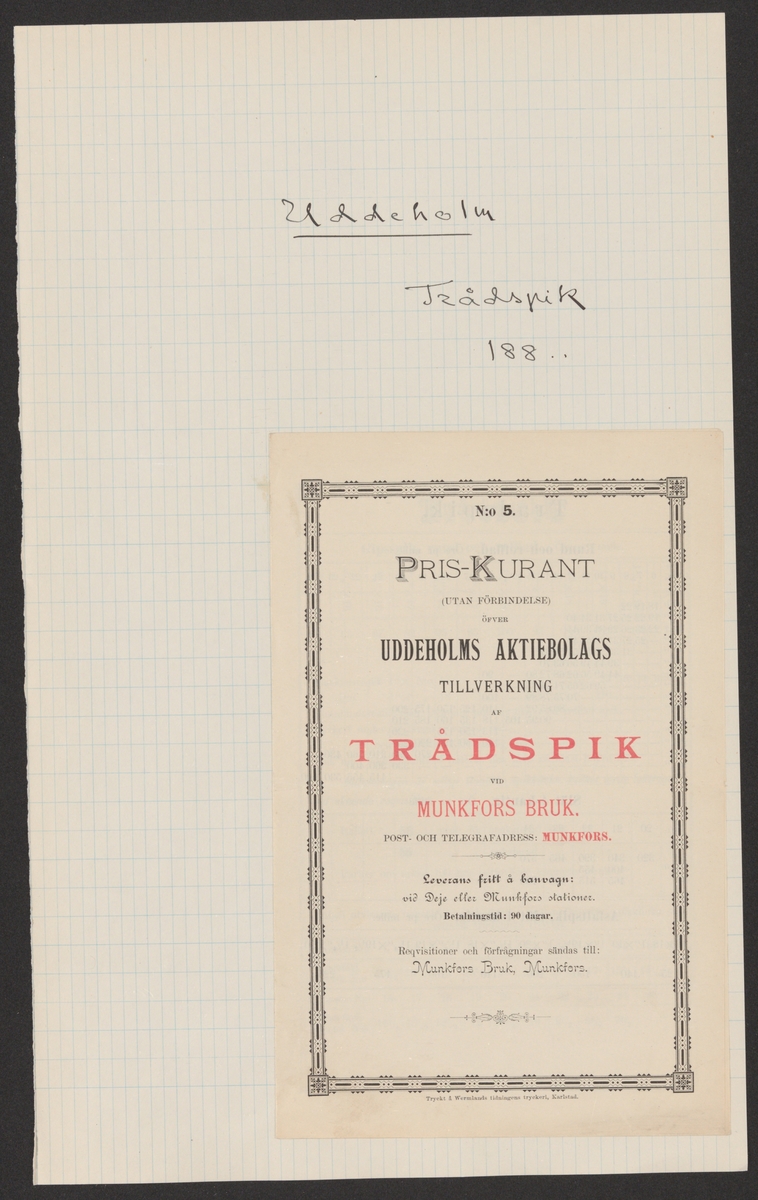 Uddeholm
Trådspik
188..
N:o 5.
PRIS-KURANT
(UTAN FÖRBINDELSE)
ÖFVER
UDDEHOLMS AKTIEBOLAGS
TILLVERKNING
AF
TRÅDSPIK
VID
MUNKFORS BRUK.
POST- OCH TELEGRAFADRESS: MUNKFORS.
Leverans fritt å banvagn:
vid Deje eller Munkfors stationer.
Betalningstid: 90 dagar.
Reqvisitioner och förfrågningar sändas till:
Munkfors Bruk, Munkfors.
Tryckt å Wermlands tidningens tryckeri, Karlstad.